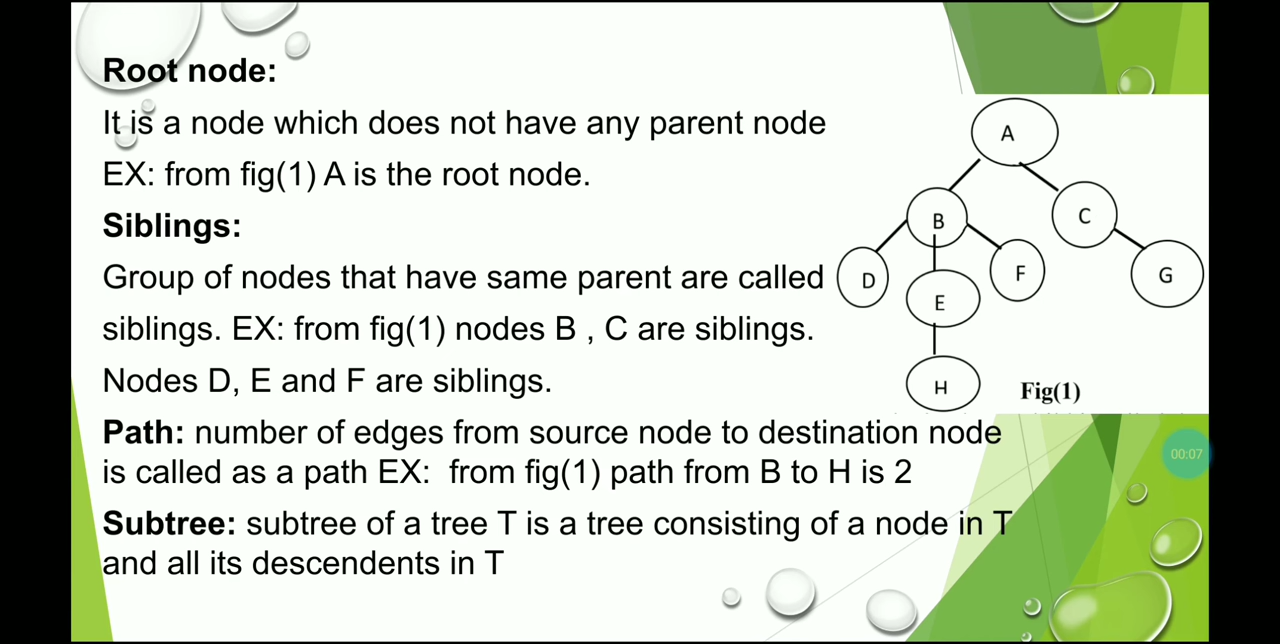 Root node:
It is a node which does not have any parent node
EX: from fig(1) A is the root node.
Siblings:
Group of nodes that have same parent are called
siblings. EX: from fig(1) nodes B , C are siblings.
Nodes D, E and F are siblings.
Path: number of edges from source node to destination node
is called as a path EX:  from fig(1) path from B to H is 2
Subtree: subtree of a tree T is a tree consisting of a node in T
and all its descendents in T
A
B
C
D
E
F
G
H
Fig(1)
00:07